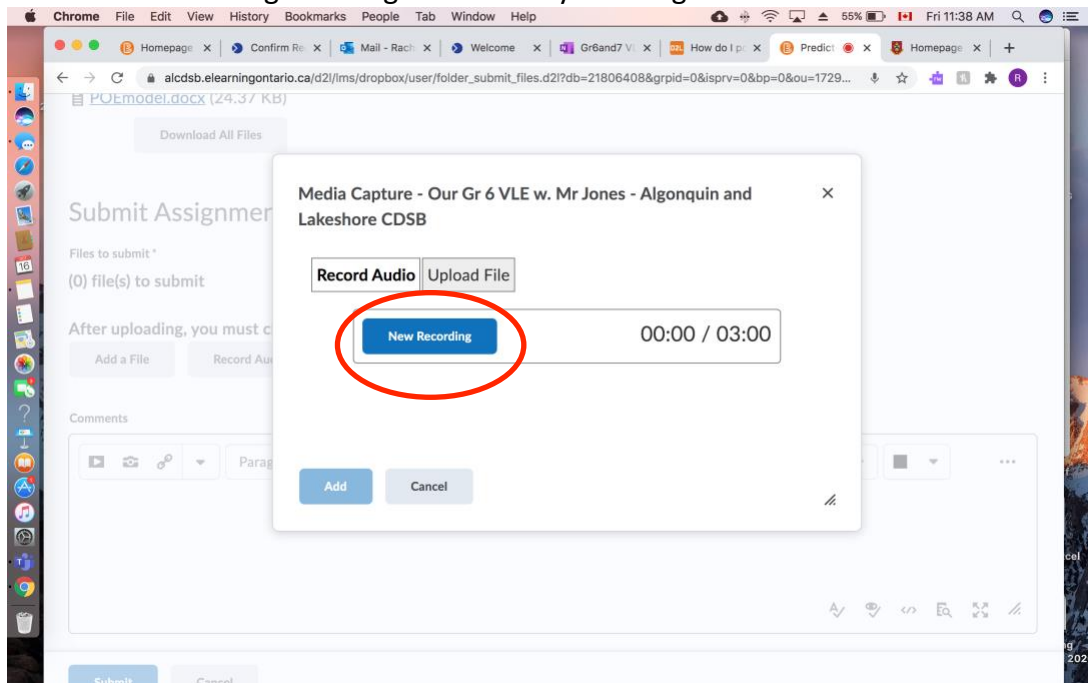 Chrome File Edit View History Bookmarks People Tab Window Help 55% Fri 11:38 AM
Homepage Confirm Re Mail - Rach Welcome Gr6and7 V How do I po Predict Homepage
alcdsb.elearningontario.ca/d2l/lms/dropbox/user/folder_submit_files.d2l?db=21806408&grpid=0&isprv=0&bp=0&ou=1729...
POEmodel.docx (24.37 KB)
Download All Files
Media Capture - Our Gr 6 VLE w. Mr Jones - Algonquin and
Lakeshore CDSB
Submit Assignmen
Files to submit *
(0) file(s) to submit
Record Audio Upload File
After uploading, you must c
New Recording 00:00 / 03:00
Add a File Record Au
Comments
Parag
Add Cancel
Submit Cancel
16
cel
202